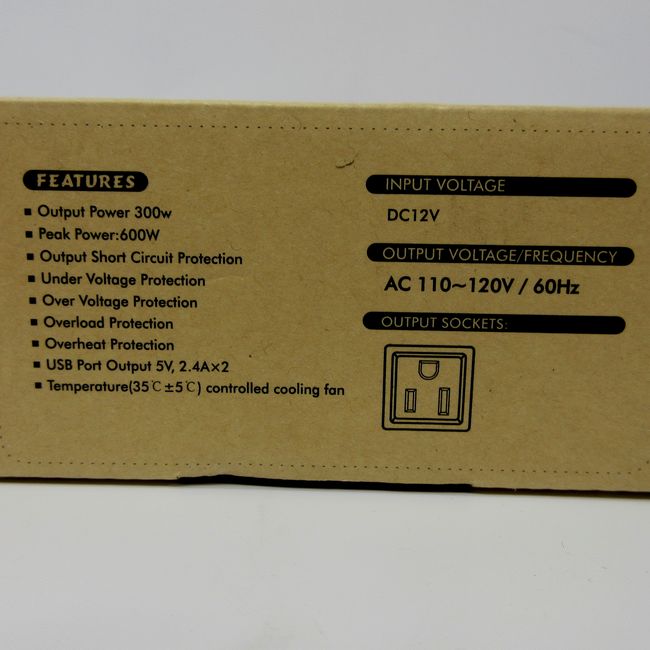 FEATURES
▪ Output Power 300w
▪ Peak Power:600W
▪ Output Short Circuit Protection
▪ Under Voltage Protection
▪ Over Voltage Protection
▪ Overload Protection
▪ Overheat Protection
▪ USB Port Output 5V, 2.4A×2
▪ Temperature(35℃±5℃) controlled cooling fan
INPUT VOLTAGE
DC12V
OUTPUT VOLTAGE/FREQUENCY
AC 110~120V / 60Hz
OUTPUT SOCKETS: